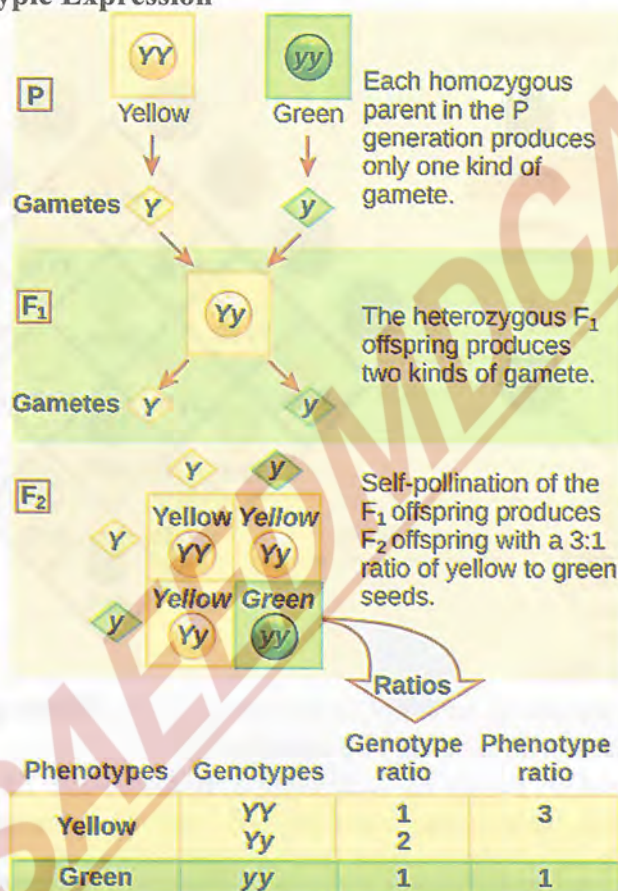 YY
yy
P
Yellow
Green
Each homozygous
parent in the P
generation produces
only one kind of
gamete.
Gametes Y y
F1
Yy
The heterozygous F1
offspring produces
two kinds of gamete.
Gametes Y y
F2
Y y
Self-pollination of the
F1 offspring produces
F2 offspring with a 3:1
ratio of yellow to green
seeds.
Yellow Yellow
Y YY Yy
Yellow Green
y Yy yy
Ratios
Phenotypes Genotypes Genotype ratio Phenotype ratio
Yellow YY 1 3
Yy 2
Green yy 1 1